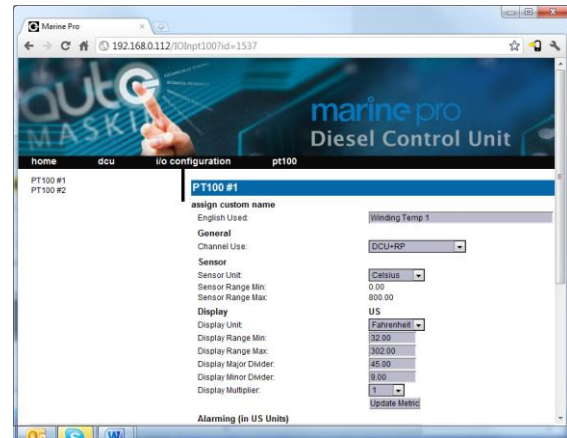 Marine Pro
192.168.0.112/IOInpt100?id=1537
auto
MASKIN
marine pro
Diesel Control Unit
home dcu i/o configuration pt100
PT100 #1
PT100 #2
PT100 #1
assign custom name
English Used: Winding Temp 1
General
Channel Use: DCU+RP
Sensor
Sensor Unit: Celsius
Sensor Range Min: 0.00
Sensor Range Max: 800.00
Display US
Display Unit: Fahrenheit
Display Range Min: 32.00
Display Range Max: 302.00
Display Major Divider: 45.00
Display Minor Divider: 9.00
Display Multiplier: 1
Update Metric
Alarming (in US Units)